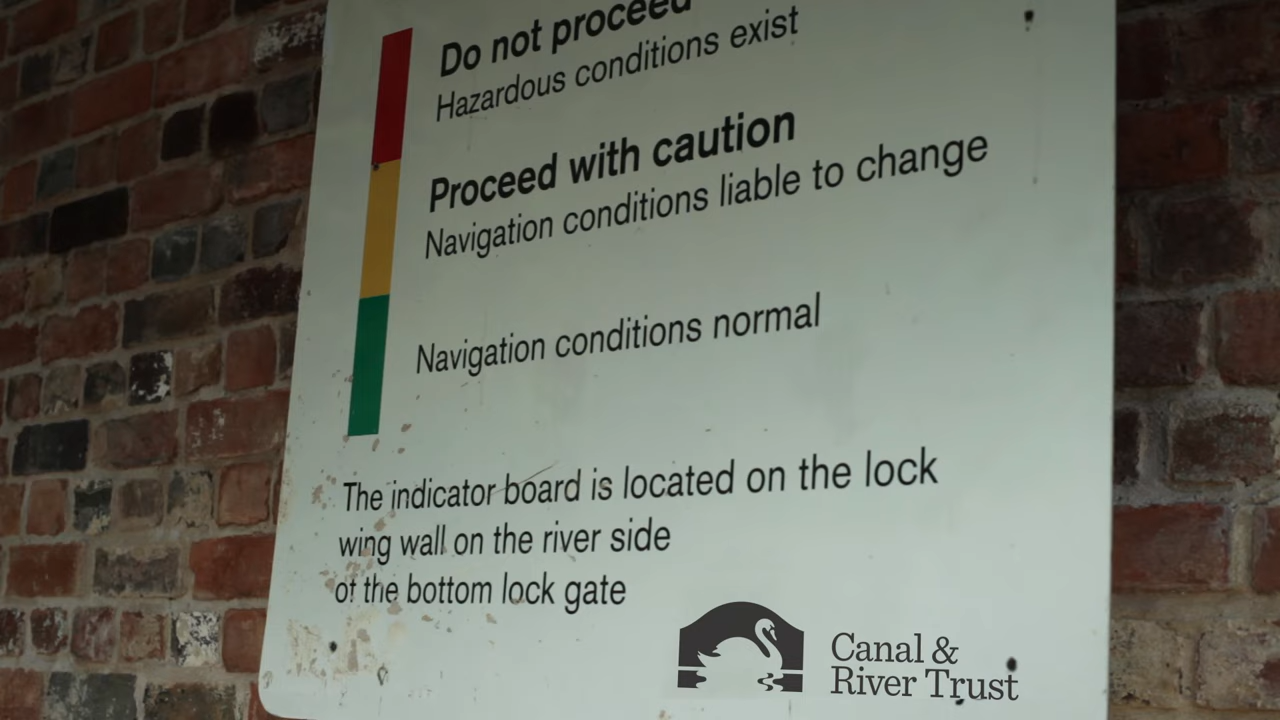 Do not proceed
Hazardous conditions exist
Proceed with caution
Navigation conditions liable to change
Navigation conditions normal
The indicator board is located on the lock
wing wall on the river side
of the bottom lock gate
Canal &
River Trust